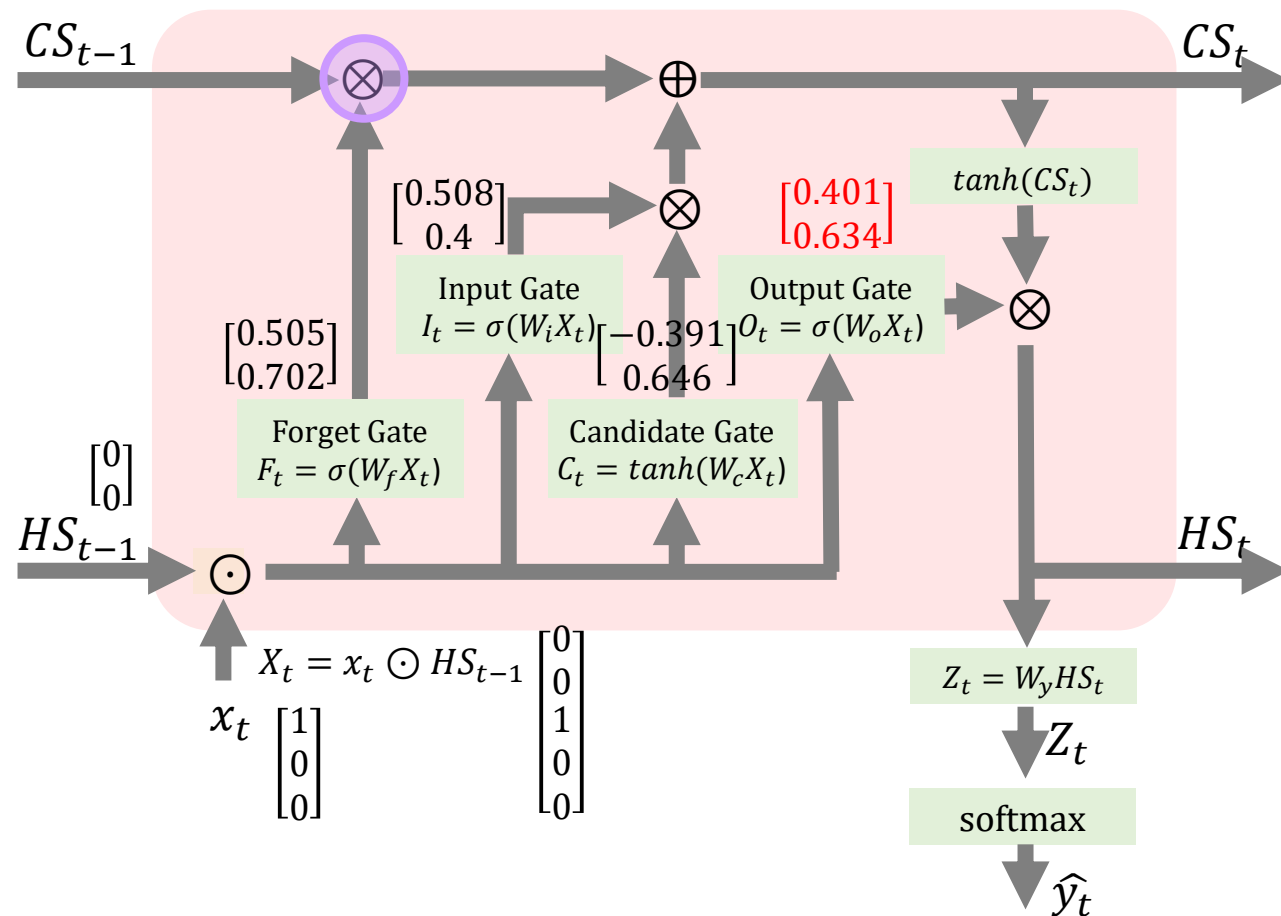 CS_{t−1}
CS_t
⊗
⊕
tanh(CS_t)
[0.508
0.4]
⊗
[0.401
0.634]
Input Gate
I_t = σ(W_i X_t)
Output Gate
O_t = σ(W_o X_t)
⊗
[0.505
0.702]
[−0.391
0.646]
Forget Gate
F_t = σ(W_f X_t)
Candidate Gate
C_t = tanh(W_c X_t)
[0
0]
HS_{t−1}
⊙
HS_t
X_t = x_t ⊙ HS_{t−1}
[0
0
1
0
0]
x_t
[1
0
0]
Z_t = W_y HS_t
Z_t
softmax
ŷ_t